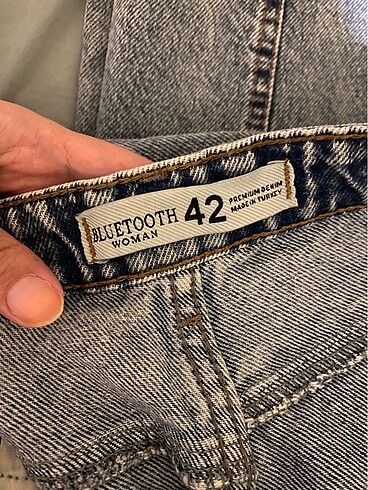 BLUETOOTH
WOMAN
42
PREMIUM DENIM
MADE IN TURKEY